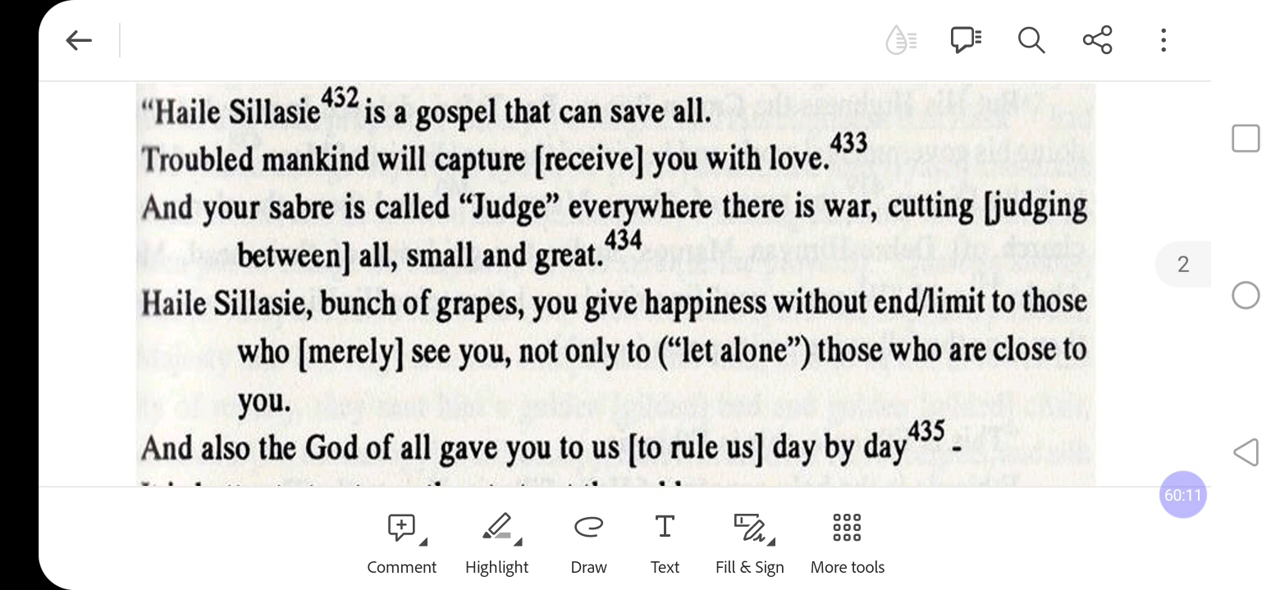 “Haile Sillasie432 is a gospel that can save all.
Troubled mankind will capture [receive] you with love.433
And your sabre is called “Judge” everywhere there is war, cutting [judging
between] all, small and great.434
Haile Sillasie, bunch of grapes, you give happiness without end/limit to those
who [merely] see you, not only to (“let alone”) those who are close to
you.
And also the God of all gave you to us [to rule us] day by day435 -
2
60:11
Comment Highlight Draw Text Fill & Sign More tools